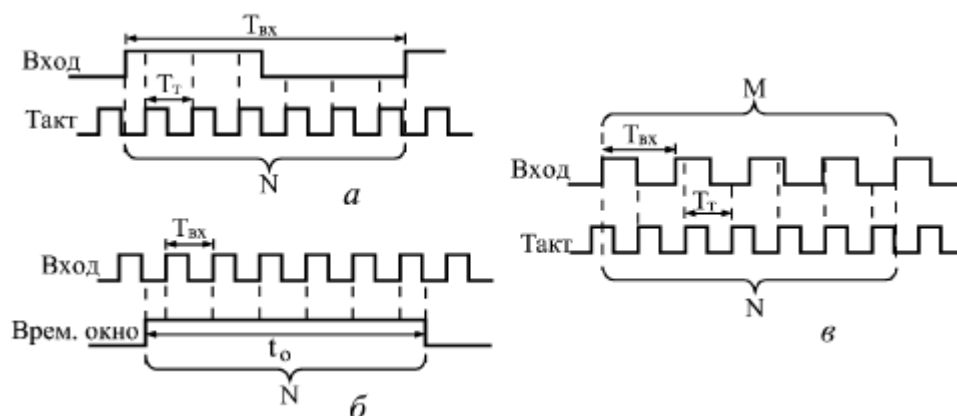 Tвх
Вход
Tт
Такт
N
а
Tвх
Вход
Врем. окно
tо
N
б
M
Tвх
Вход
Tт
Такт
N
в